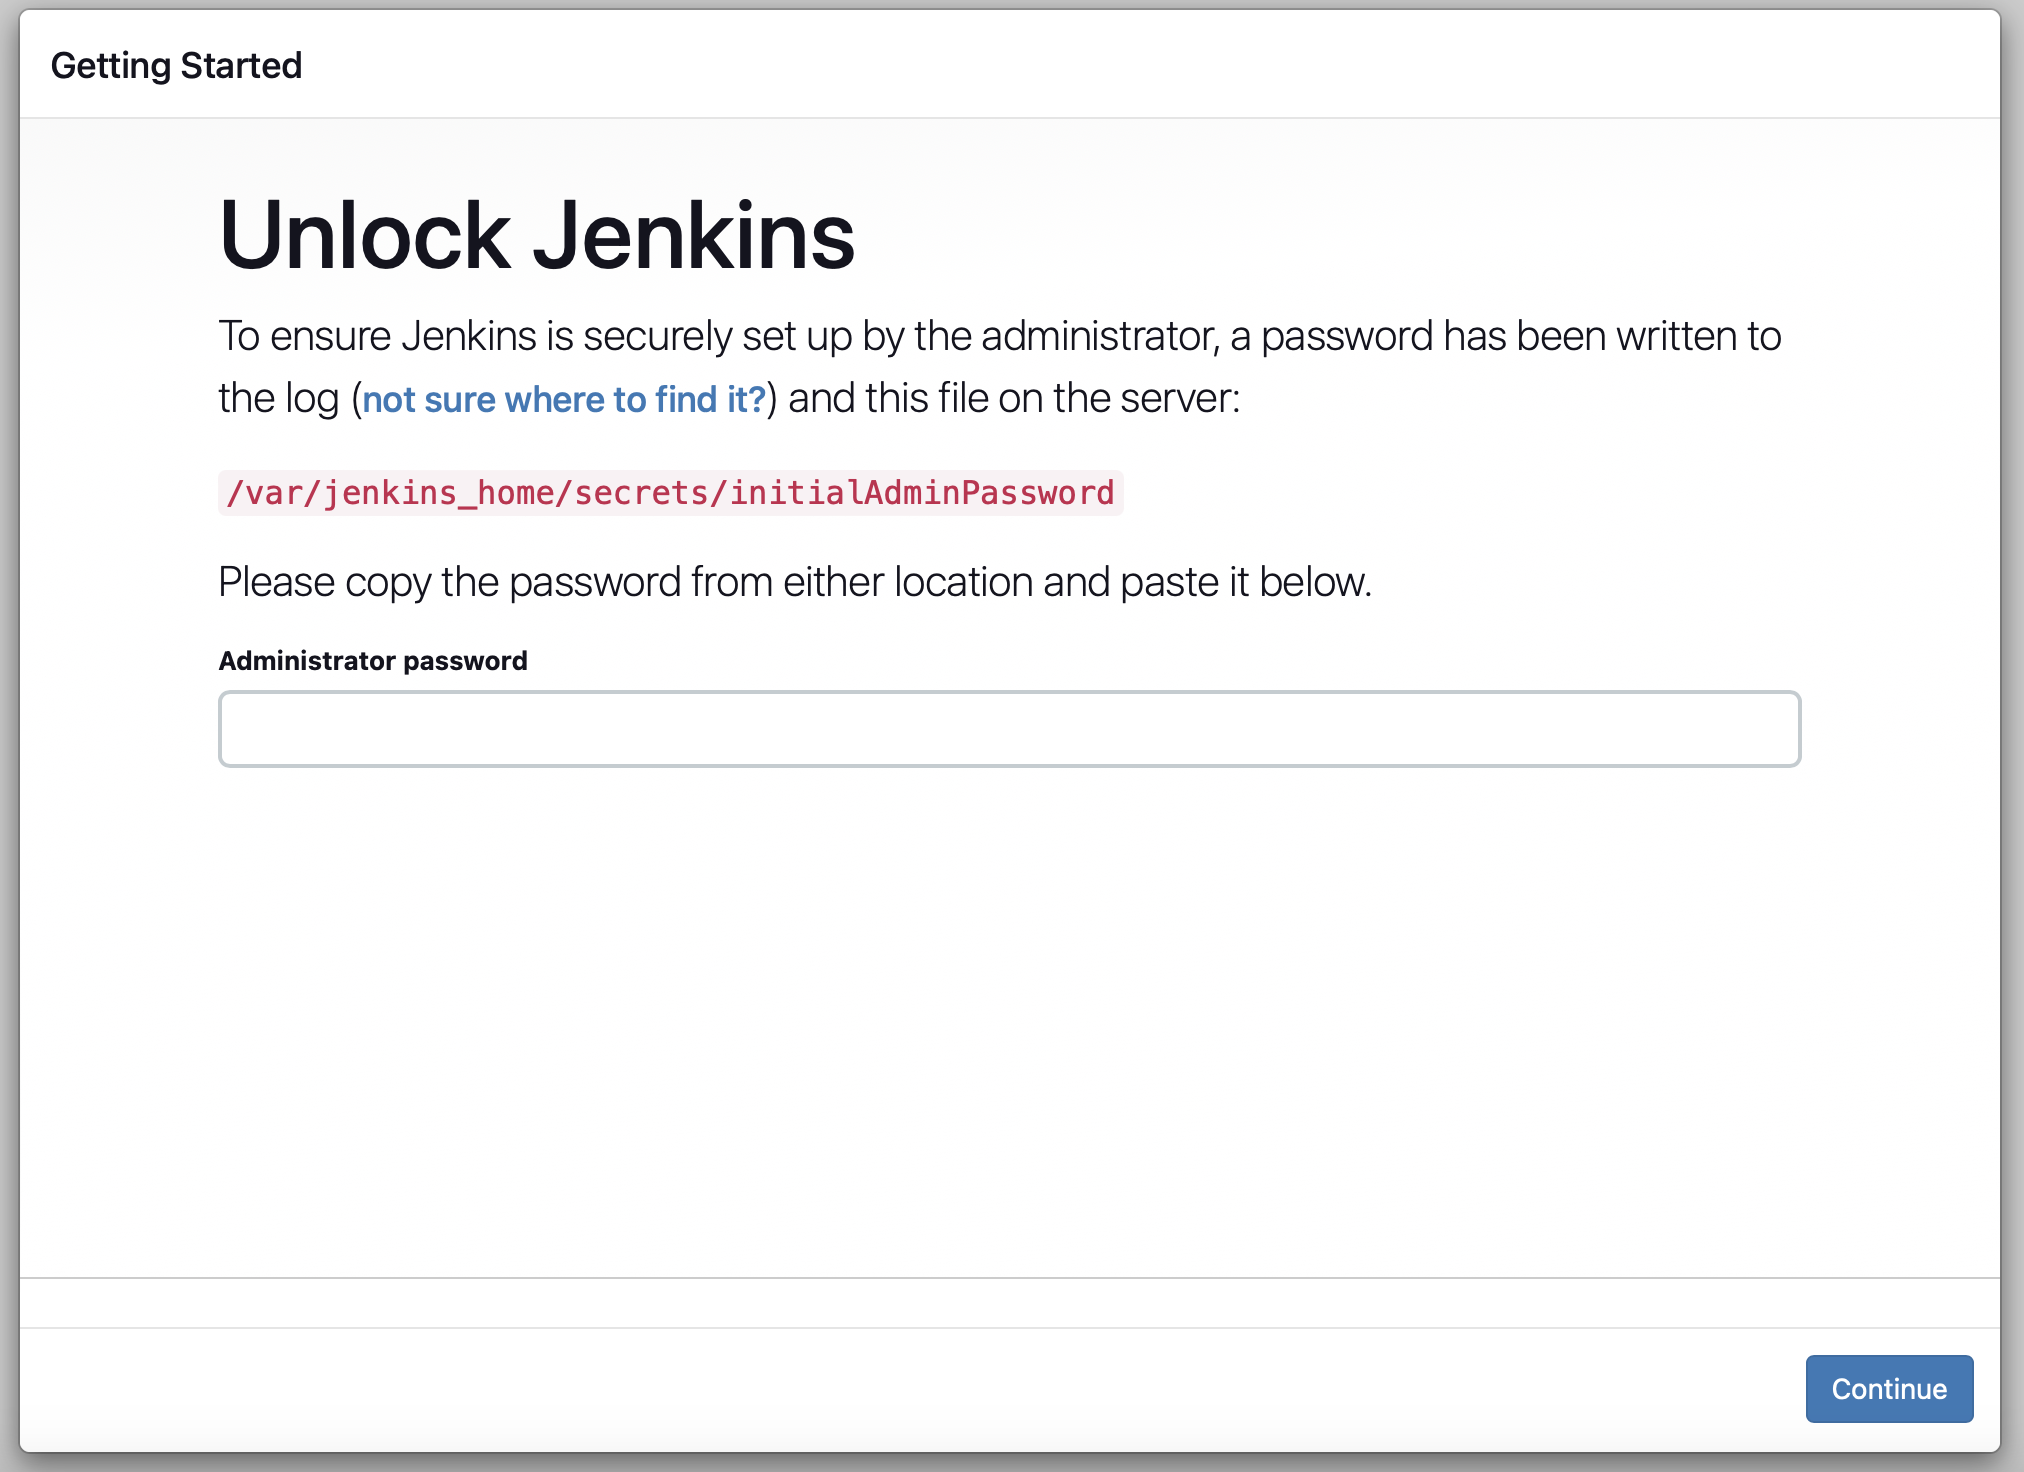 Getting Started
Unlock Jenkins
To ensure Jenkins is securely set up by the administrator, a password has been written to
the log (not sure where to find it?) and this file on the server:
/var/jenkins_home/secrets/initialAdminPassword
Please copy the password from either location and paste it below.
Administrator password
Continue